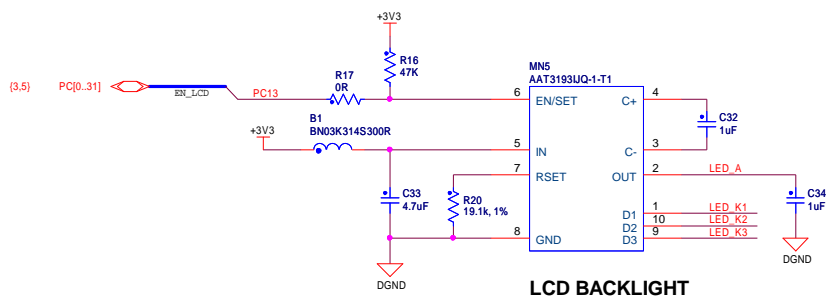 +3V3
R16
47K
MN5
AAT3193IJQ-1-T1
{3,5}
PC[0..31]
EN_LCD
PC13
R17
0R
6
EN/SET
C+
4
C32
1uF
+3V3
B1
BN03K314S300R
5
IN
C-
3
7
RSET
OUT
2
LED_A
C33
4.7uF
R20
19.1k, 1%
C34
1uF
D1
1
LED_K1
D2
10
LED_K2
8
GND
D3
9
LED_K3
DGND
DGND
LCD BACKLIGHT